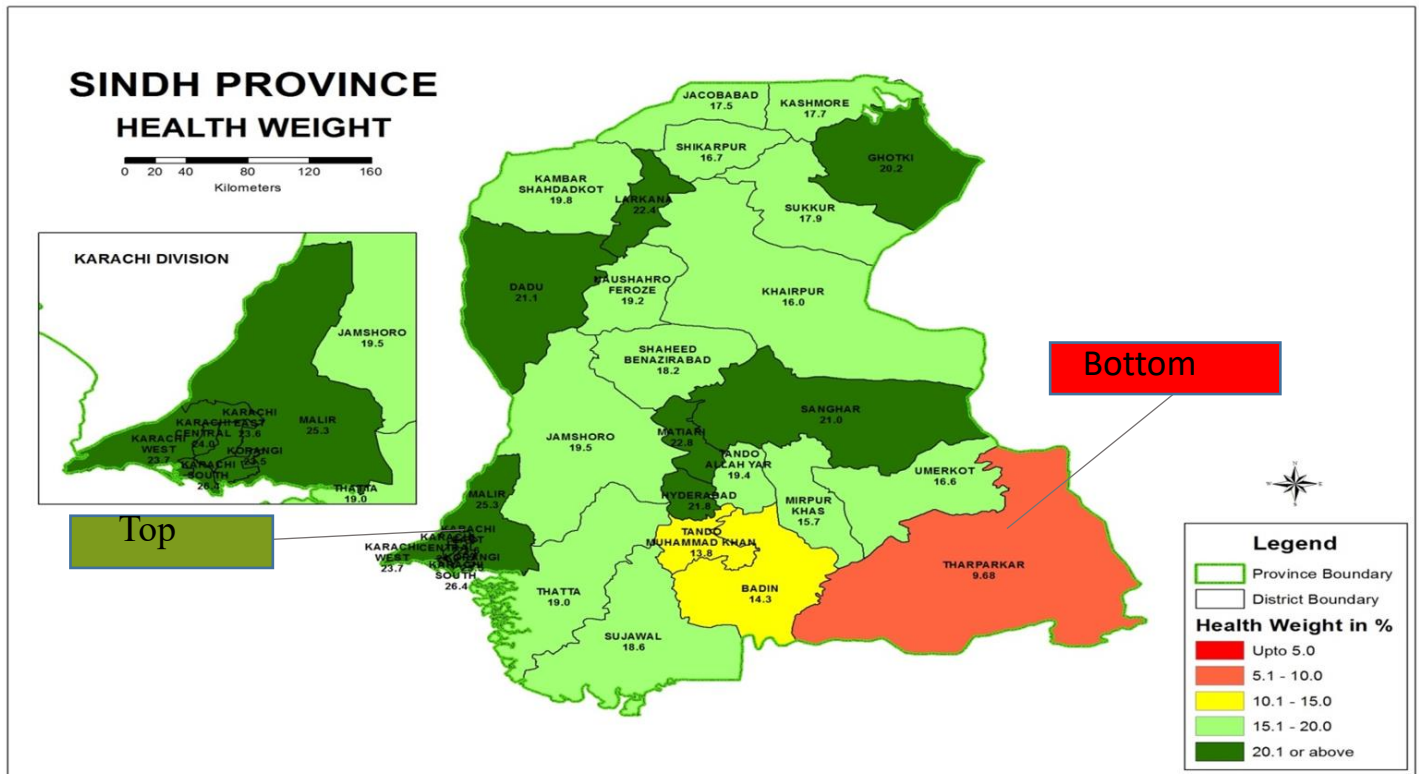 SINDH PROVINCE
HEALTH WEIGHT
0 20 40 80 120 160
Kilometers
KARACHI DIVISION
JAMSHORO
19.5
MALIR
25.3
KARACHI
EAST
23.6
KARACHI
CENTRAL
24.0
KARACHI
WEST
23.7
KORANGI
KARACHI
SOUTH
26.4
THATTA
19.0
JACOBABAD
17.5
KASHMORE
17.7
SHIKARPUR
16.7
GHOTKI
20.2
KAMBAR
SHAHDADKOT
19.8
LARKANA
22.4
SUKKUR
17.9
DADU
21.1
NAUSHAHRO
FEROZE
19.2
KHAIRPUR
16.0
SHAHEED
BENAZIRABAD
18.2
Bottom
SANGHAR
21.0
MATIARI
22.8
JAMSHORO
19.5
TANDO
ALLAH YAR
19.4
UMERKOT
16.6
MALIR
25.3
HYDERABAD
21.8
MIRPUR
KHAS
15.7
Top
KARACHI
KARACHI
CENTRAL
KARACHI
WEST
23.7
KORANGI
KARACHI
SOUTH
26.4
TANDO
MUHAMMAD KHAN
13.8
THARPARKAR
9.68
BADIN
14.3
THATTA
19.0
SUJAWAL
18.6
Legend
Province Boundary
District Boundary
Health Weight in %
Upto 5.0
5.1 - 10.0
10.1 - 15.0
15.1 - 20.0
20.1 or above